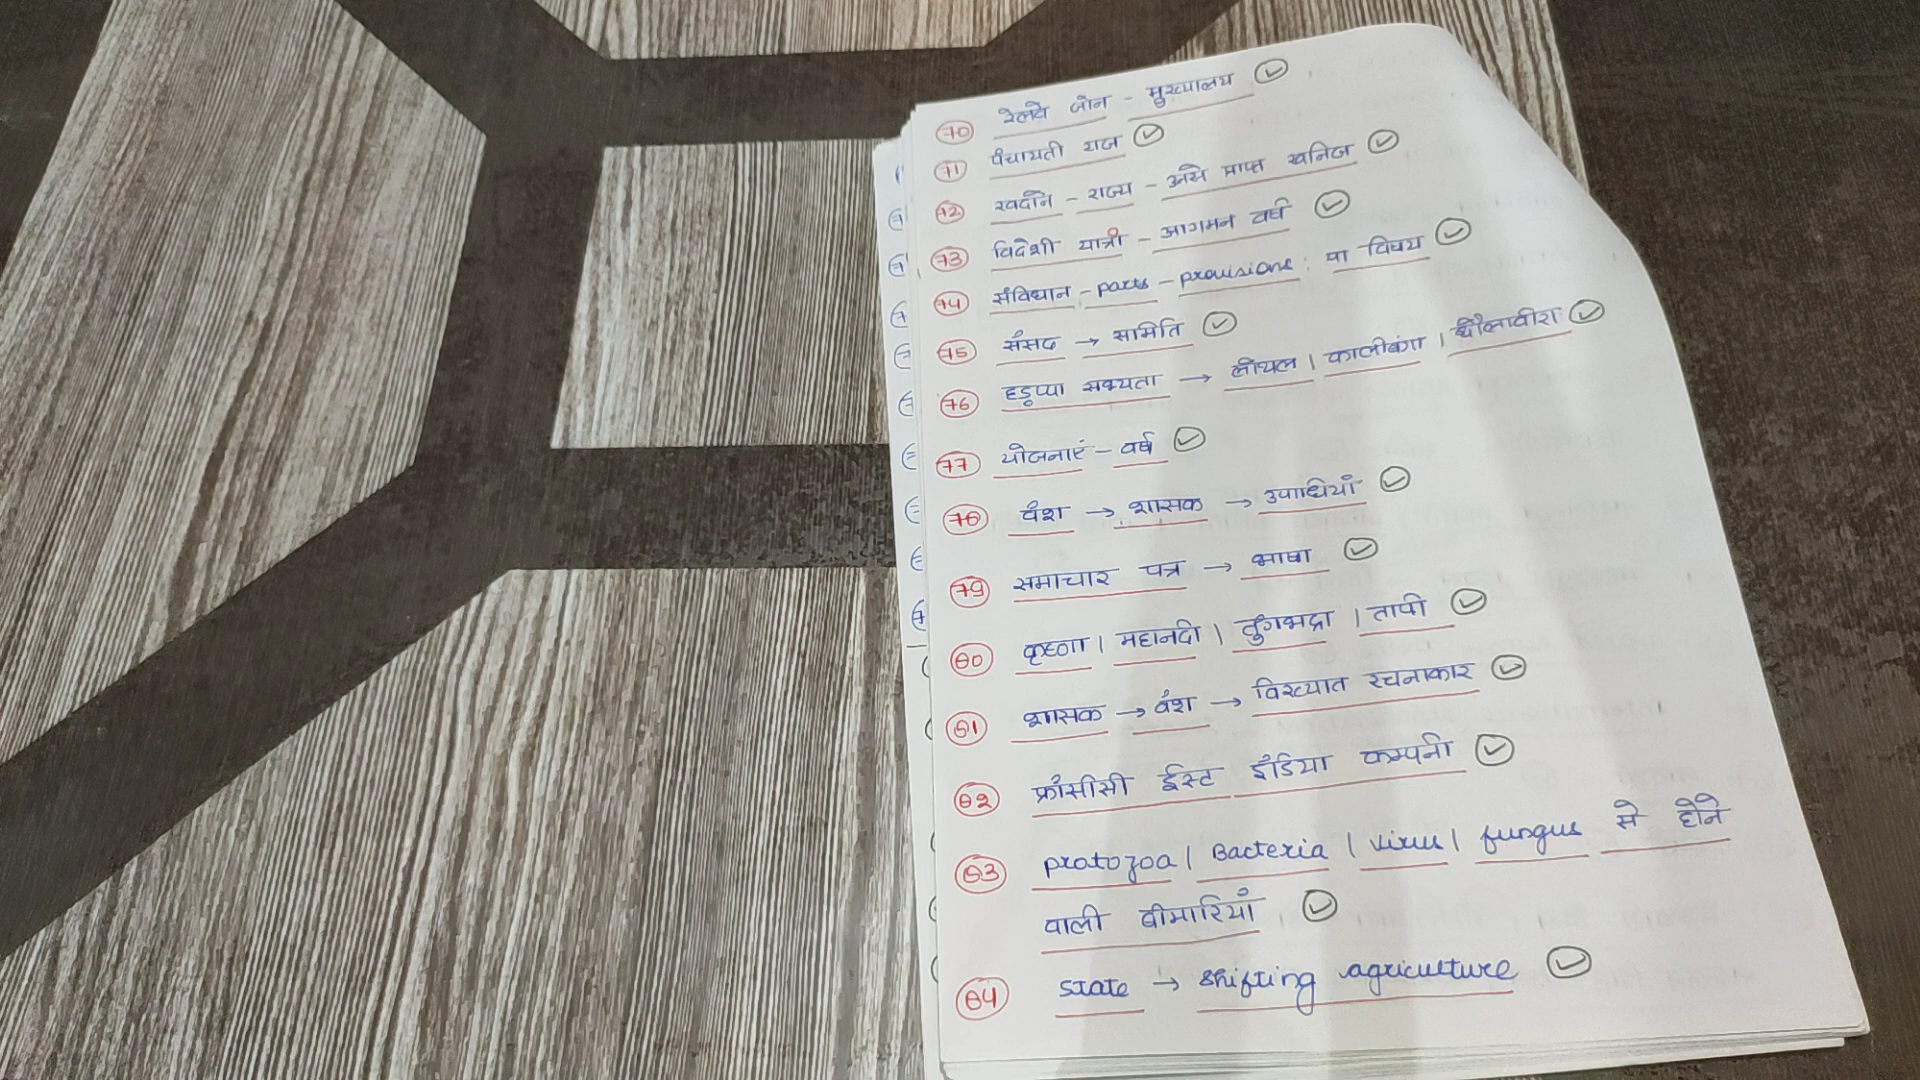 70 रेलवे जोन - मुख्यालय
71 पंचायती राज
72 खदानें - राज्य - उससे प्राप्त खनिज
73 विदेशी यात्री - आगमन वर्ष
74 संविधान - parts - provisions : या विषय
75 संसद → समिति
76 हड़प्पा सभ्यता → लोथल | कालीबंगा | धौलावीरा
77 योजनाएं - वर्ष
78 वंश → शासक → उपाधियाँ
79 समाचार पत्र → भाषा
80 कृष्णा | महानदी | तुंगभद्रा | तापी
81 शासक → वंश → विख्यात रचनाकार
82 फ्रांसीसी ईस्ट इंडिया कम्पनी
83 protozoa | Bacteria | virus | fungus से होने
वाली बीमारियाँ
84 state → shifting agriculture